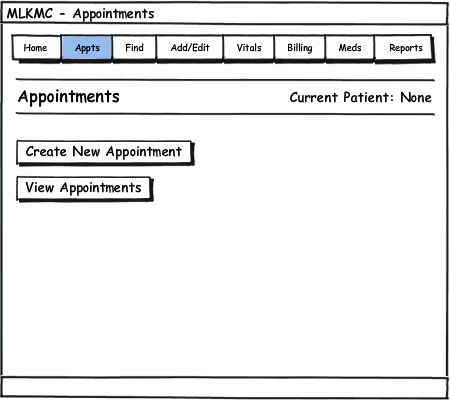 MLKMC - Appointments
Home Appts Find Add/Edit Vitals Billing Meds Reports
Appointments Current Patient: None
Create New Appointment
View Appointments